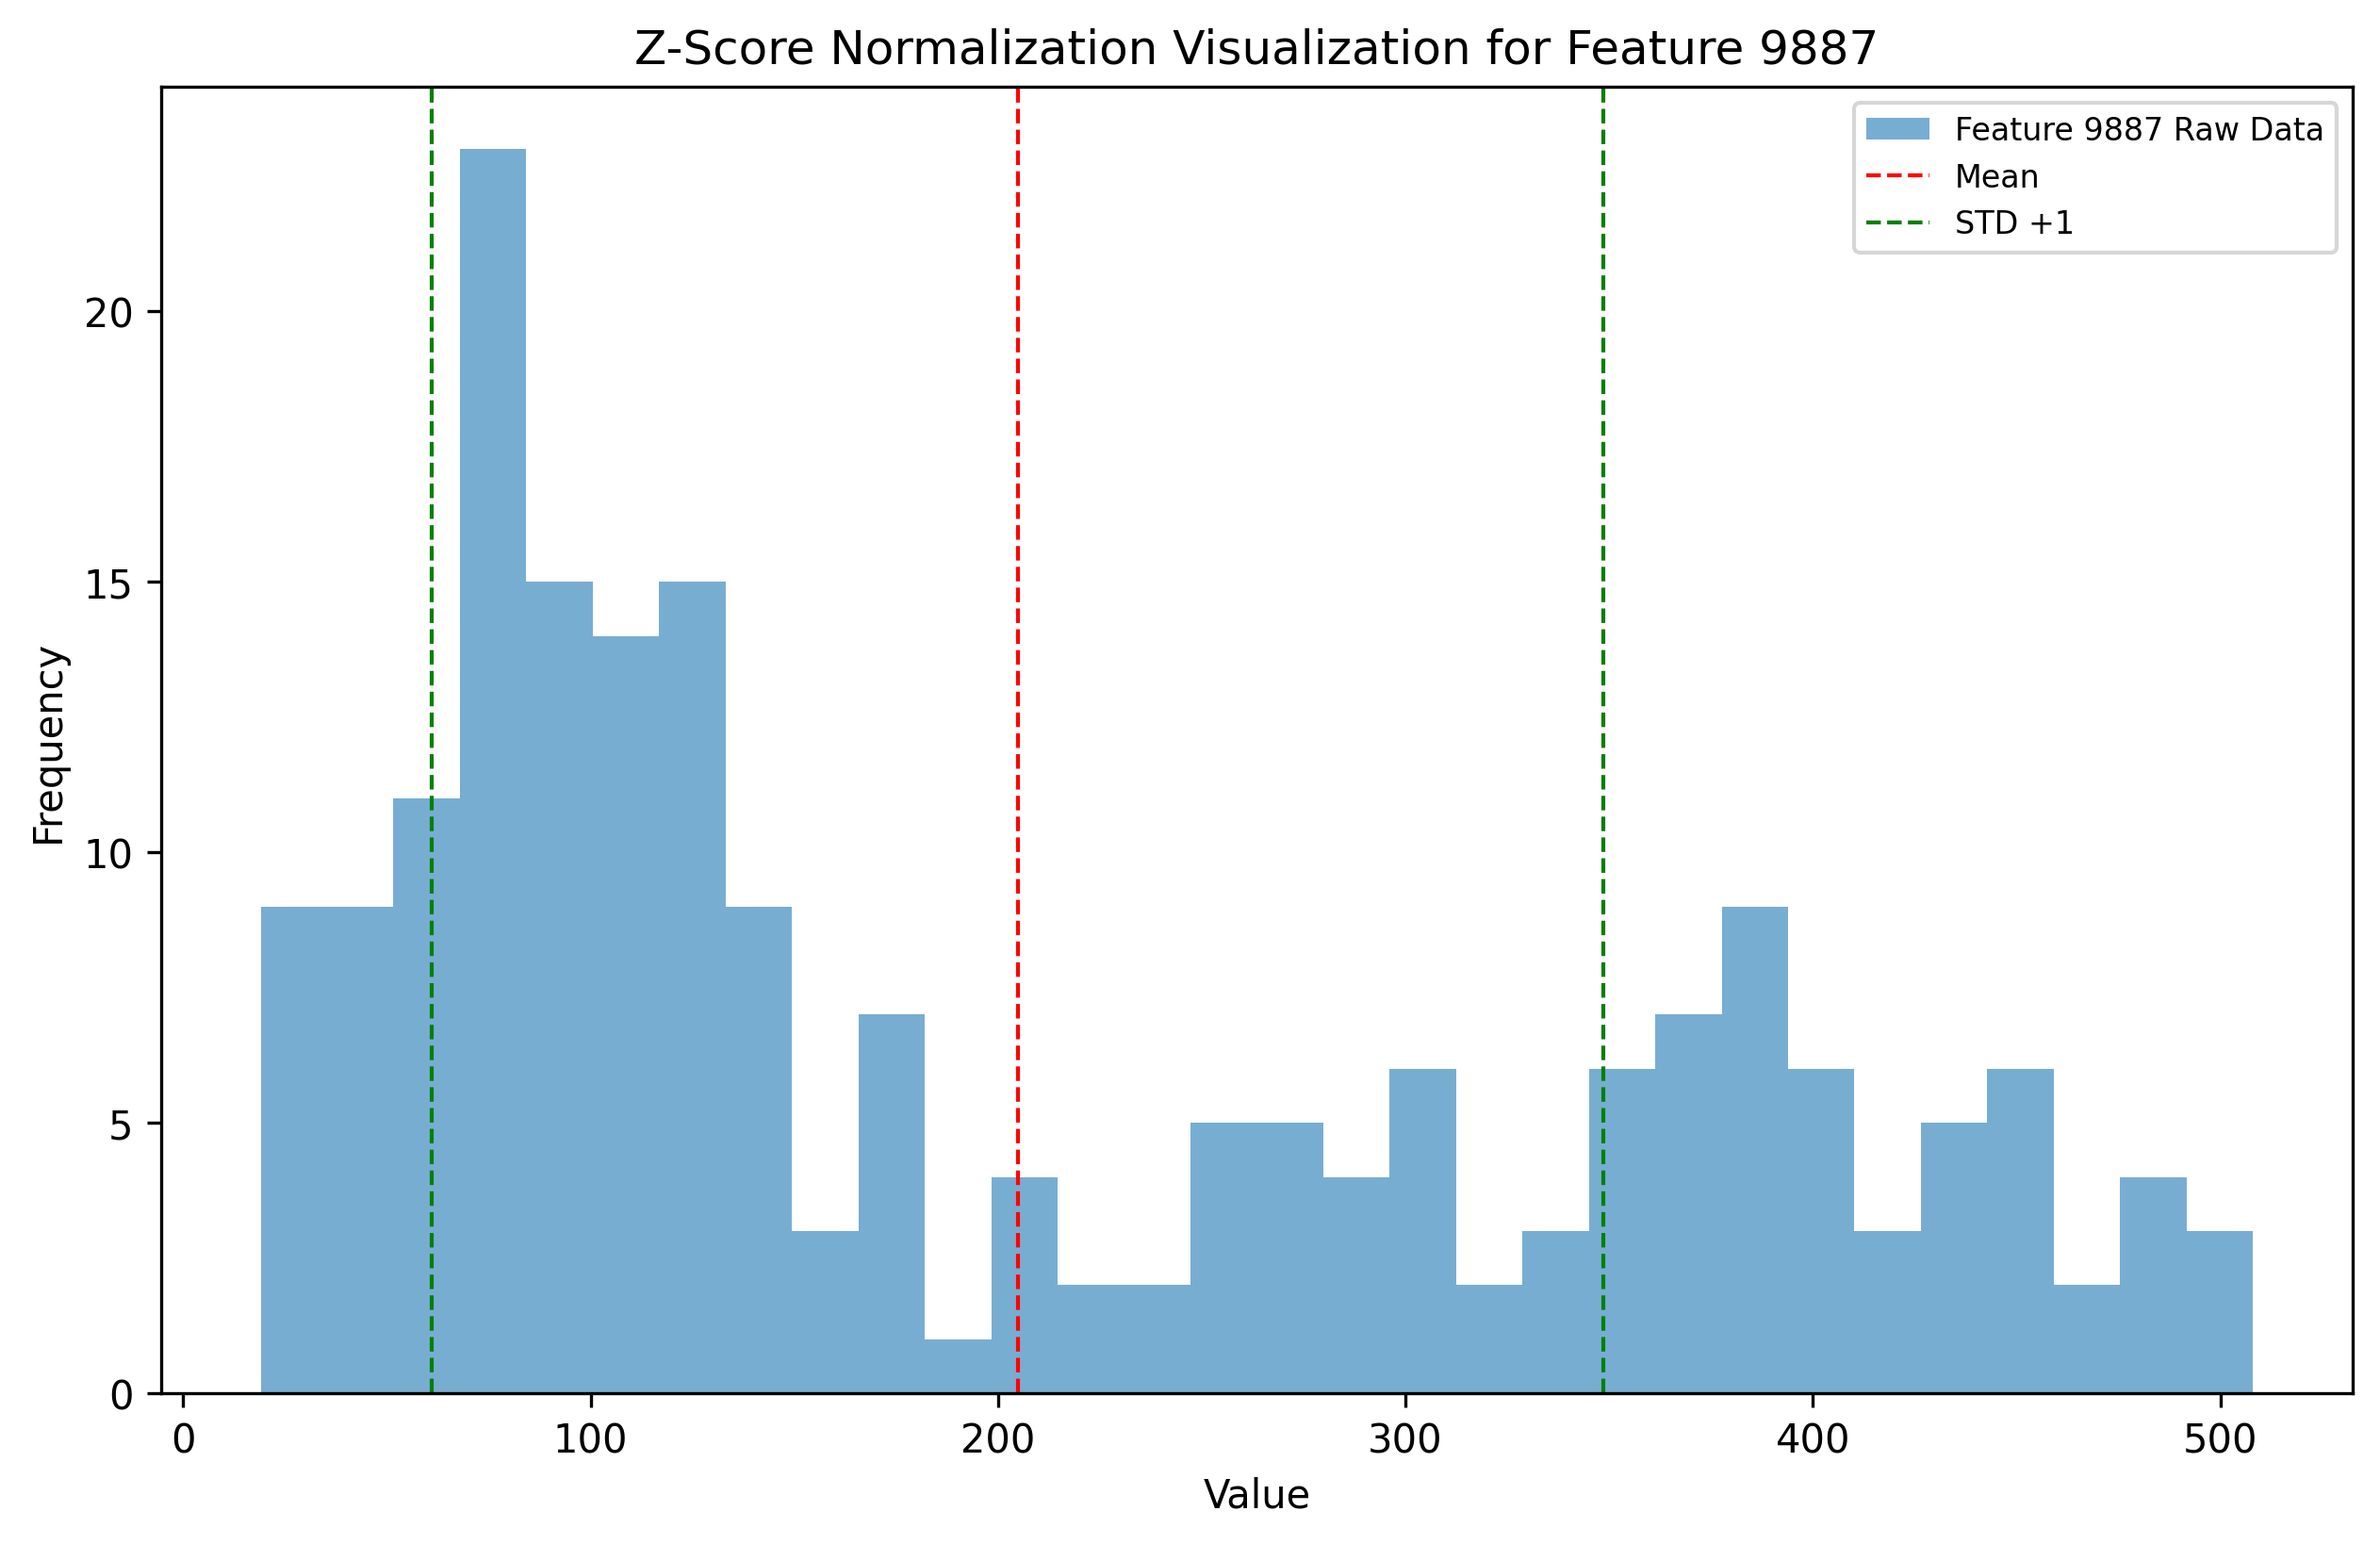 Z-Score Normalization Visualization for Feature 9887
Feature 9887 Raw Data
Mean
STD +1
20
15
10
5
0
Frequency
0 100 200 300 400 500
Value